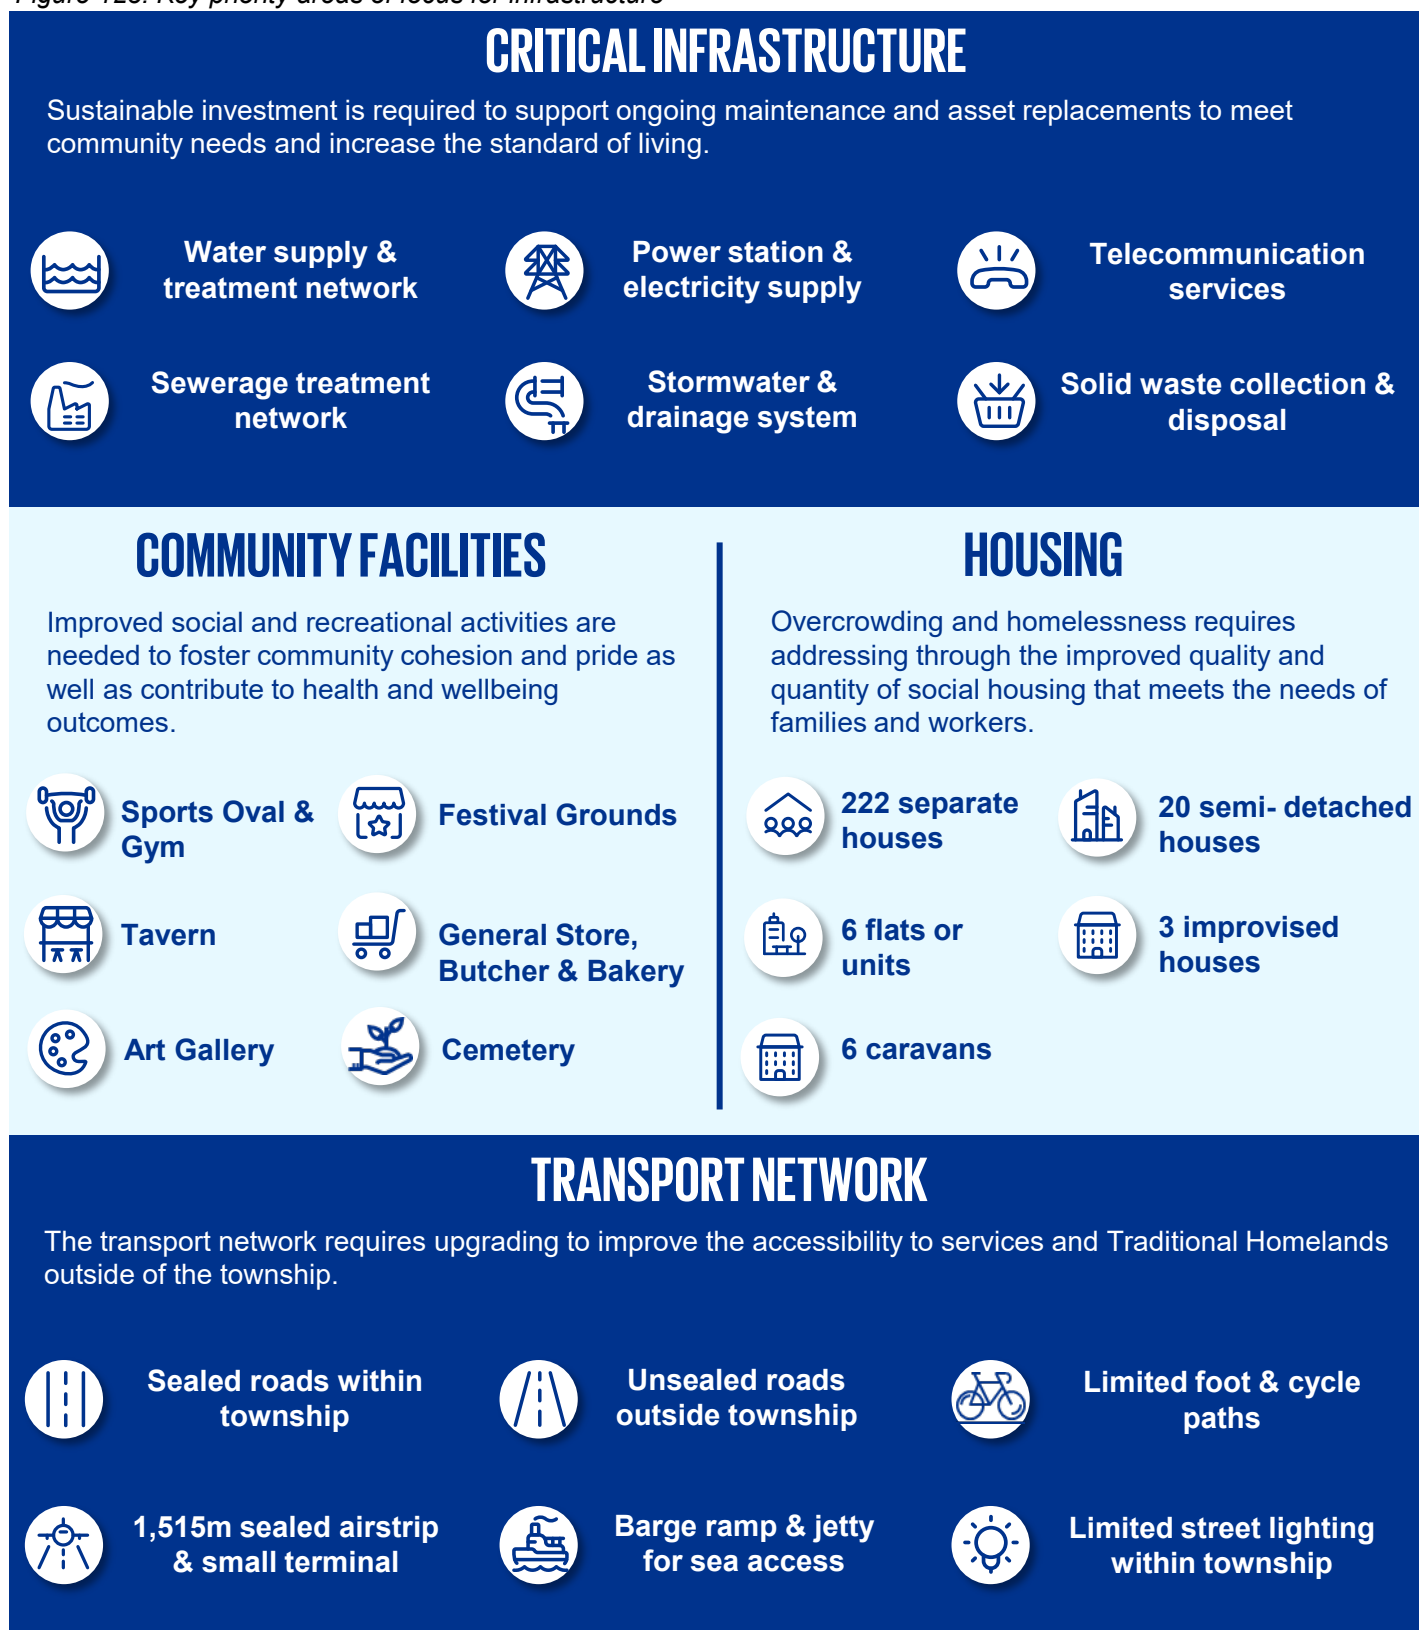 CRITICAL INFRASTRUCTURE
Sustainable investment is required to support ongoing maintenance and asset replacements to meet
community needs and increase the standard of living.
Water supply &
treatment network
Power station &
electricity supply
Telecommunication
services
Sewerage treatment
network
Stormwater &
drainage system
Solid waste collection &
disposal
COMMUNITY FACILITIES
Improved social and recreational activities are
needed to foster community cohesion and pride as
well as contribute to health and wellbeing
outcomes.
Sports Oval &
Gym
Festival Grounds
Tavern
General Store,
Butcher & Bakery
Art Gallery
Cemetery
HOUSING
Overcrowding and homelessness requires
addressing through the improved quality and
quantity of social housing that meets the needs of
families and workers.
222 separate
houses
20 semi- detached
houses
6 flats or
units
3 improvised
houses
6 caravans
TRANSPORT NETWORK
The transport network requires upgrading to improve the accessibility to services and Traditional Homelands
outside of the township.
Sealed roads within
township
Unsealed roads
outside township
Limited foot & cycle
paths
1,515m sealed airstrip
& small terminal
Barge ramp & jetty
for sea access
Limited street lighting
within township